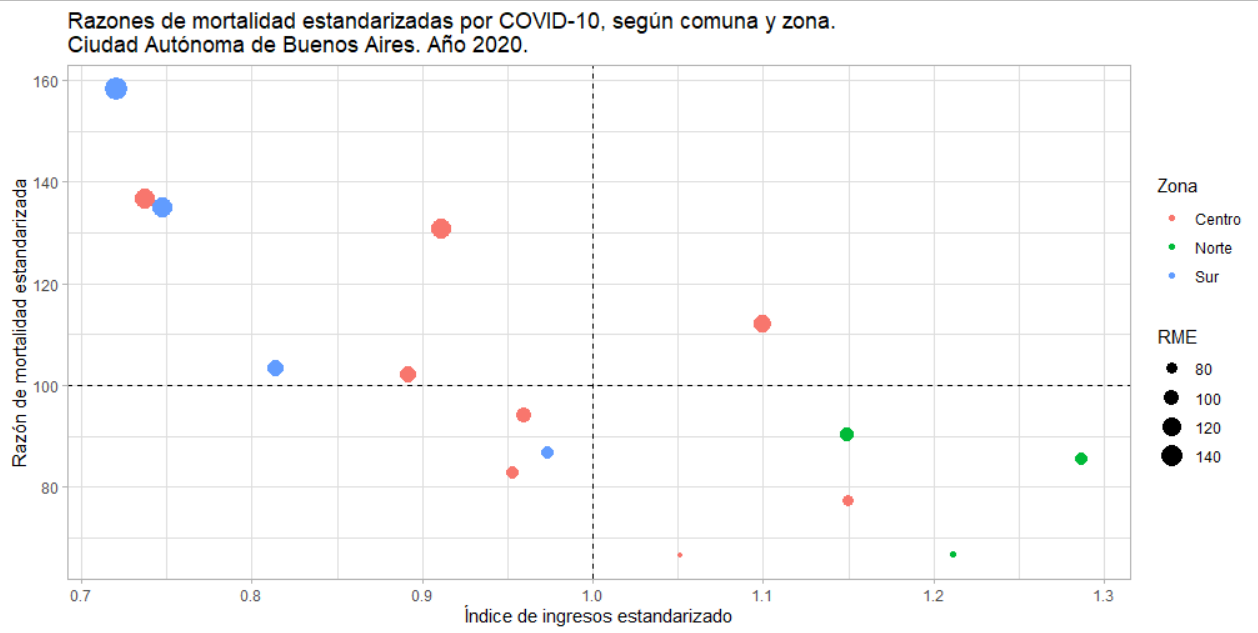 Razones de mortalidad estandarizadas por COVID-10, según comuna y zona.
Ciudad Autónoma de Buenos Aires. Año 2020.
Razón de mortalidad estandarizada
160
140
120
100
80
0.7
0.8
0.9
1.0
1.1
1.2
1.3
Índice de ingresos estandarizado
Zona
Centro
Norte
Sur
RME
80
100
120
140